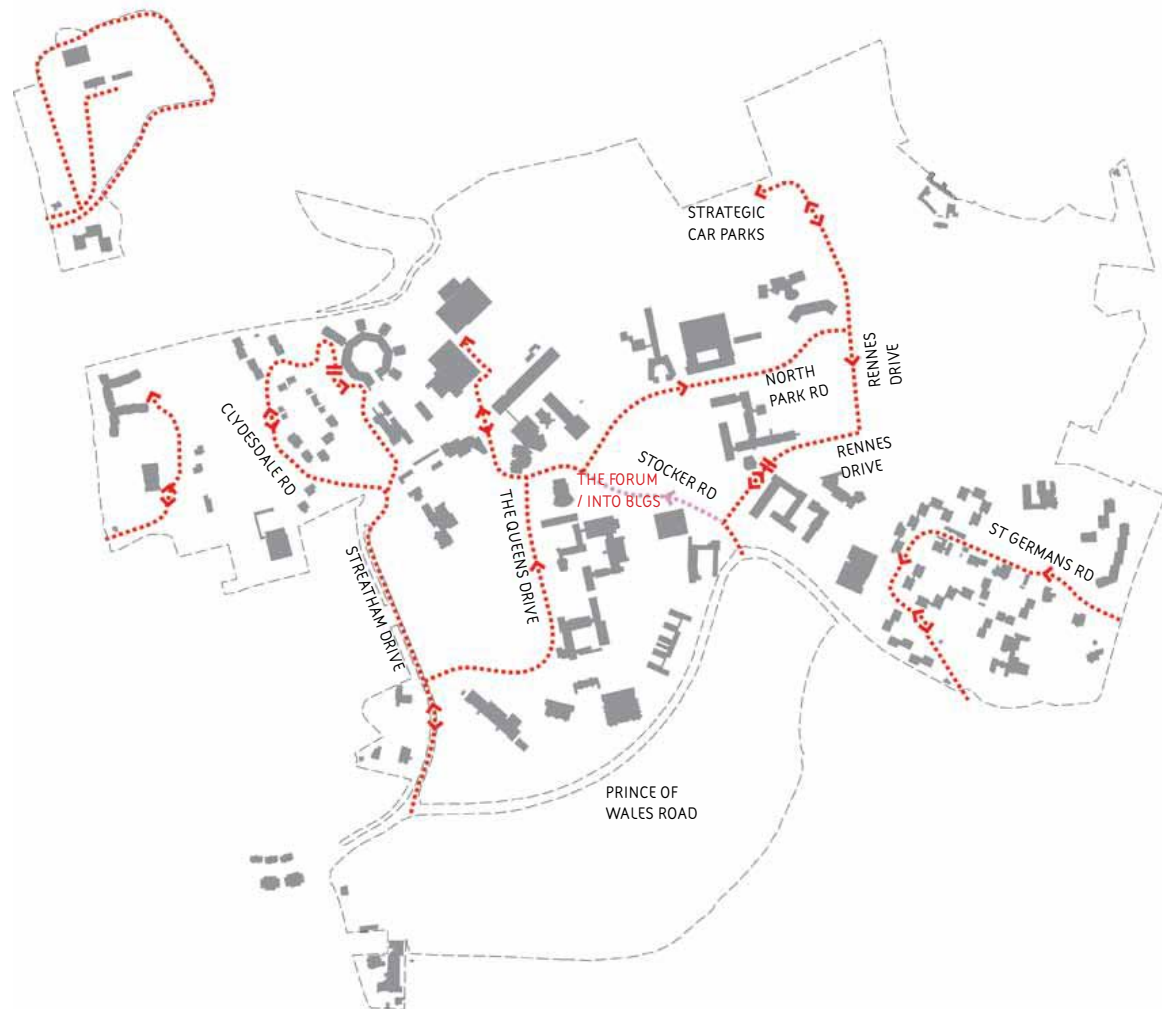 STRATEGIC
CAR PARKS
RENNES
DRIVE
NORTH
PARK RD
CLYDESDALE RD
STOCKER RD
RENNES
DRIVE
THE FORUM
/ INTO BLGS
THE QUEENS DRIVE
ST GERMANS RD
STREATHAM DRIVE
PRINCE OF
WALES ROAD